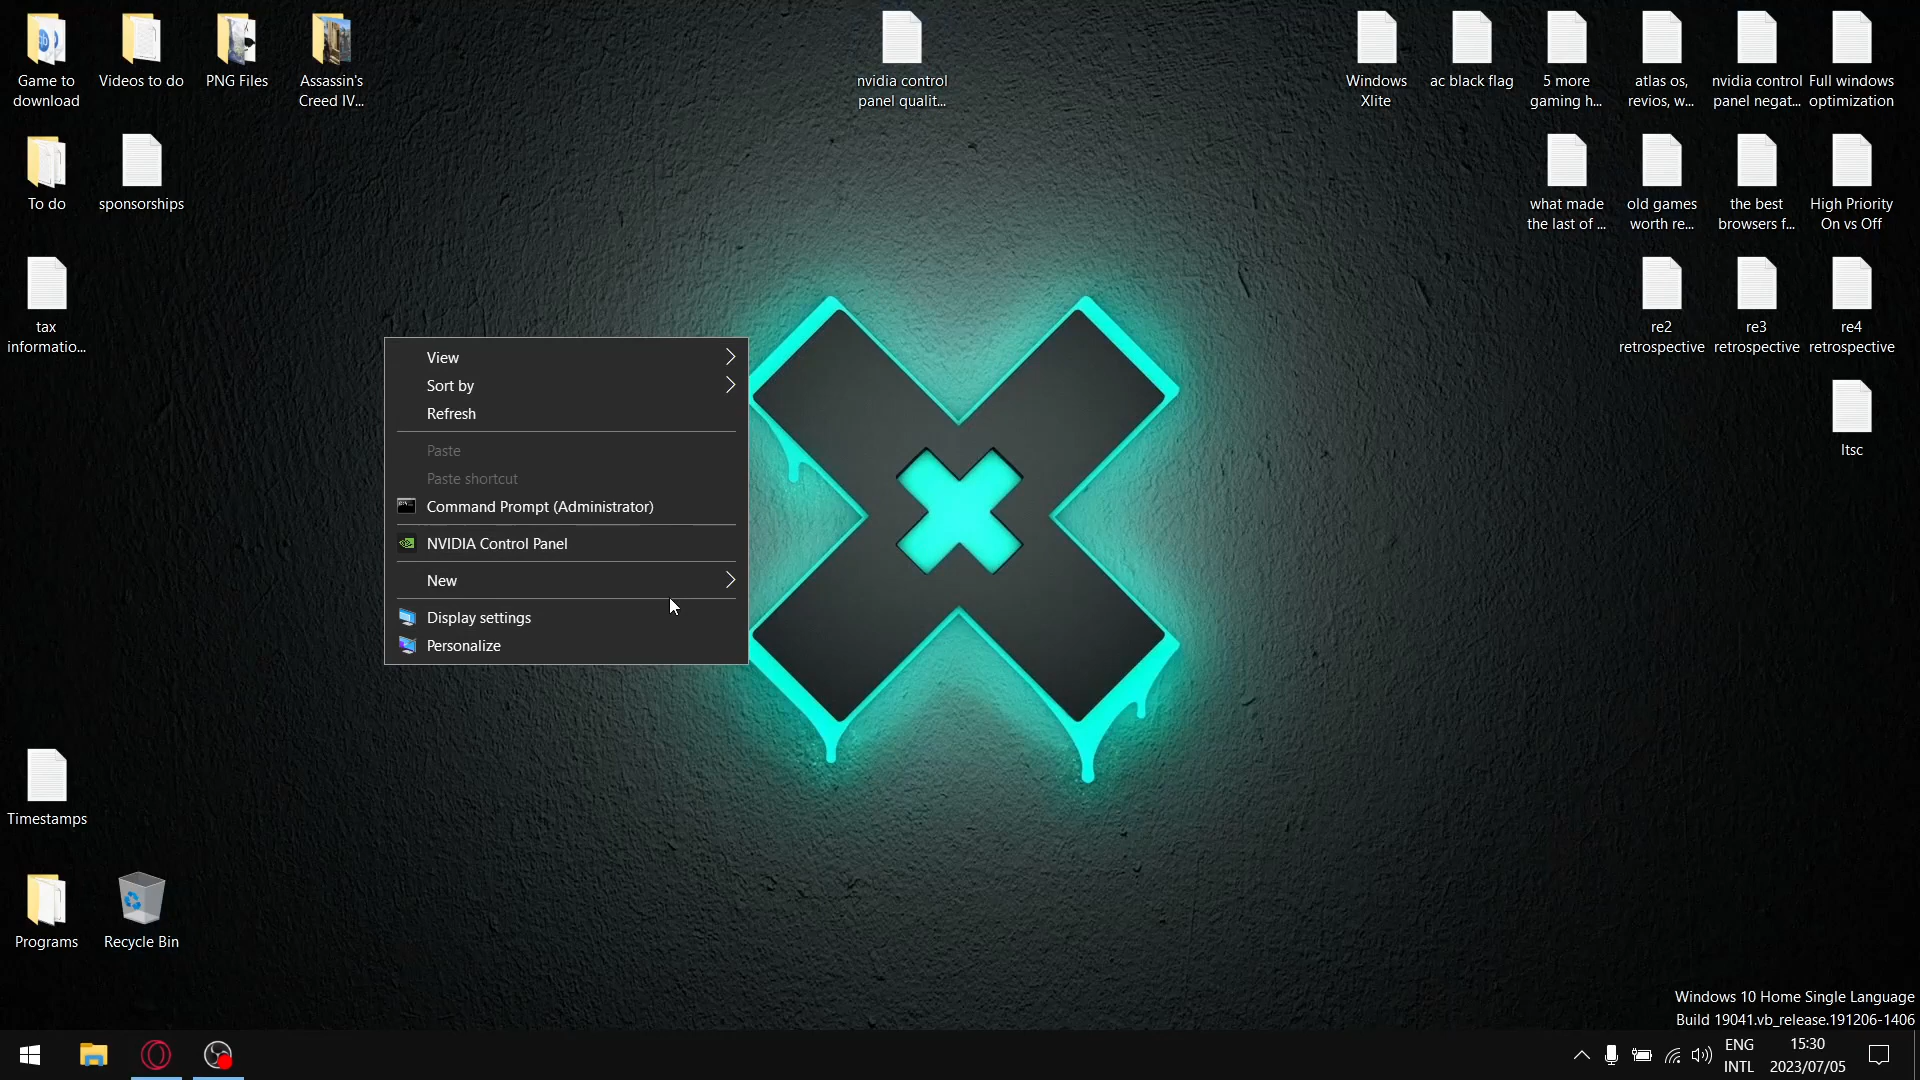 Game to
download
Videos to do
PNG Files
Assassin's
Creed IV...
nvidia control
panel qualit...
Windows
Xlite
ac black flag
5 more
gaming h...
atlas os,
revios, w...
nvidia control
panel negat...
Full windows
optimization
To do
sponsorships
what made
the last of ...
old games
worth re...
the best
browsers f...
High Priority
On vs Off
tax
informatio...
re2
retrospective
re3
retrospective
re4
retrospective
ltsc
View
Sort by
Refresh
Paste
Paste shortcut
Command Prompt (Administrator)
NVIDIA Control Panel
New
Display settings
Personalize
Timestamps
Programs
Recycle Bin
Windows 10 Home Single Language
Build 19041.vb_release.191206-1406
ENG
INTL
15:30
2023/07/05